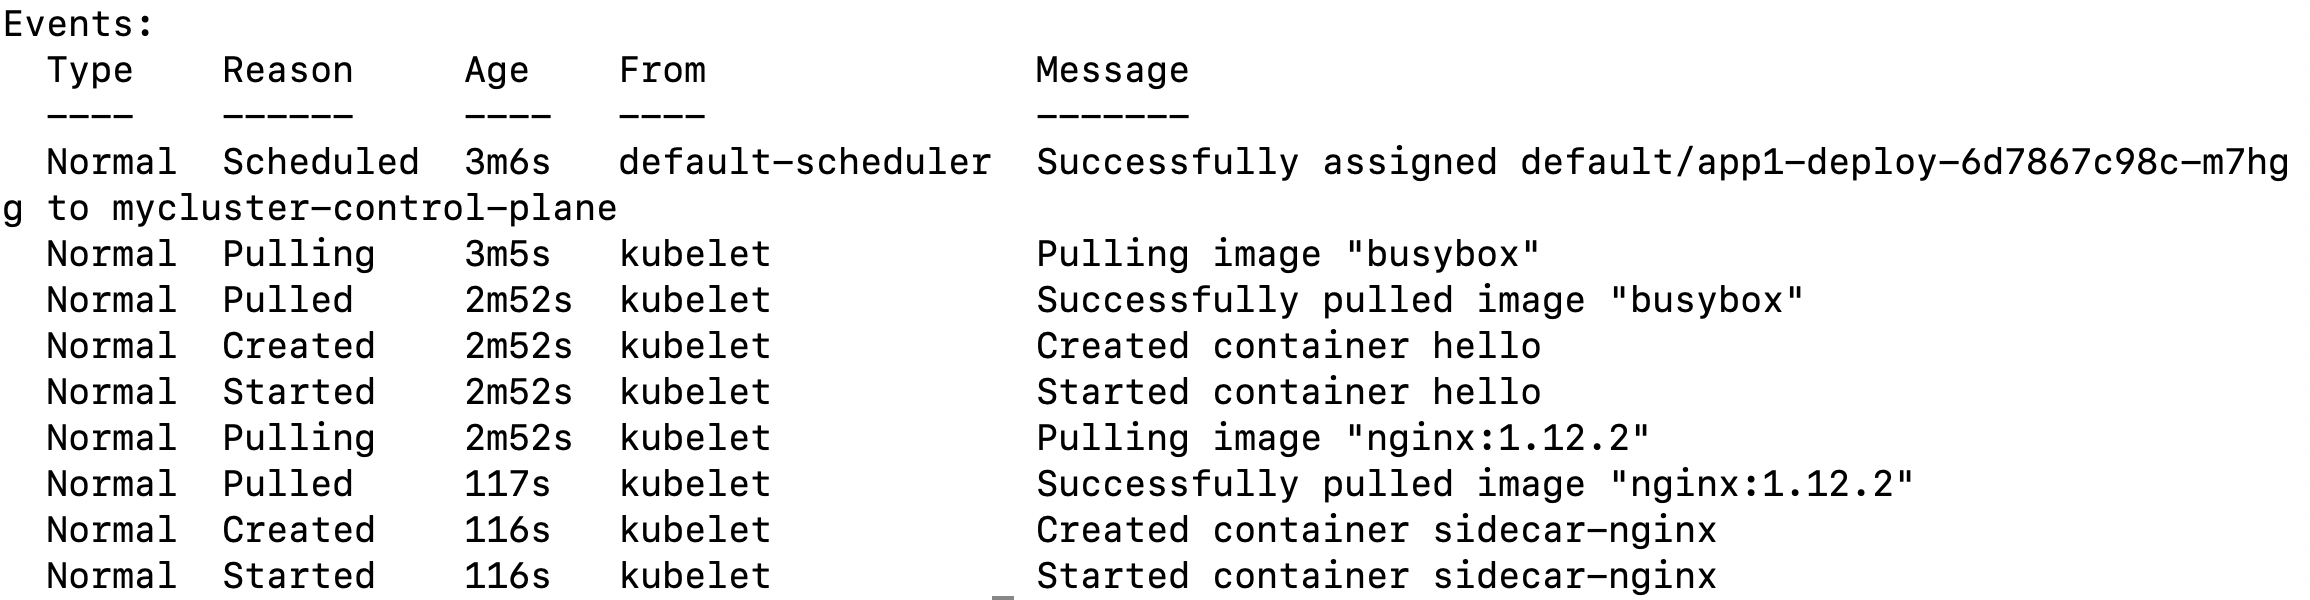 Events:
  Type    Reason     Age    From               Message
  ----    ------     ----   ----               -------
  Normal  Scheduled  3m6s   default-scheduler  Successfully assigned default/app1-deploy-6d7867c98c-m7hg
g to mycluster-control-plane
  Normal  Pulling    3m5s   kubelet            Pulling image "busybox"
  Normal  Pulled     2m52s  kubelet            Successfully pulled image "busybox"
  Normal  Created    2m52s  kubelet            Created container hello
  Normal  Started    2m52s  kubelet            Started container hello
  Normal  Pulling    2m52s  kubelet            Pulling image "nginx:1.12.2"
  Normal  Pulled     117s   kubelet            Successfully pulled image "nginx:1.12.2"
  Normal  Created    116s   kubelet            Created container sidecar-nginx
  Normal  Started    116s   kubelet            Started container sidecar-nginx